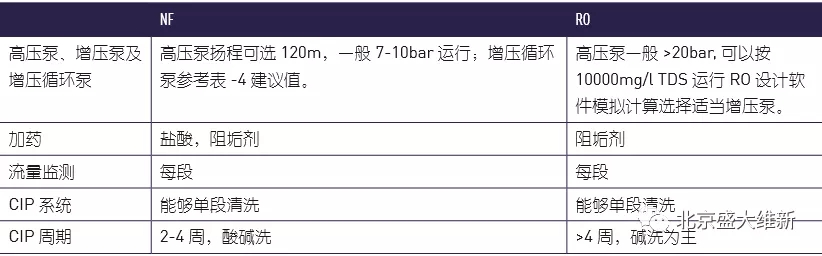 NF
RO
高压泵、增压泵及
增压循环泵
高压泵扬程可选 120m，一般 7-10bar 运行；增压循环
泵参考表 -4 建议值。
高压泵一般 >20bar, 可以按
10000mg/l TDS 运行 RO 设计软
件模拟计算选择适当增压泵。
加药
盐酸，阻垢剂
阻垢剂
流量监测
每段
每段
CIP 系统
能够单段清洗
能够单段清洗
CIP 周期
2-4 周，酸碱洗
>4 周，碱洗为主
北京盛大维新